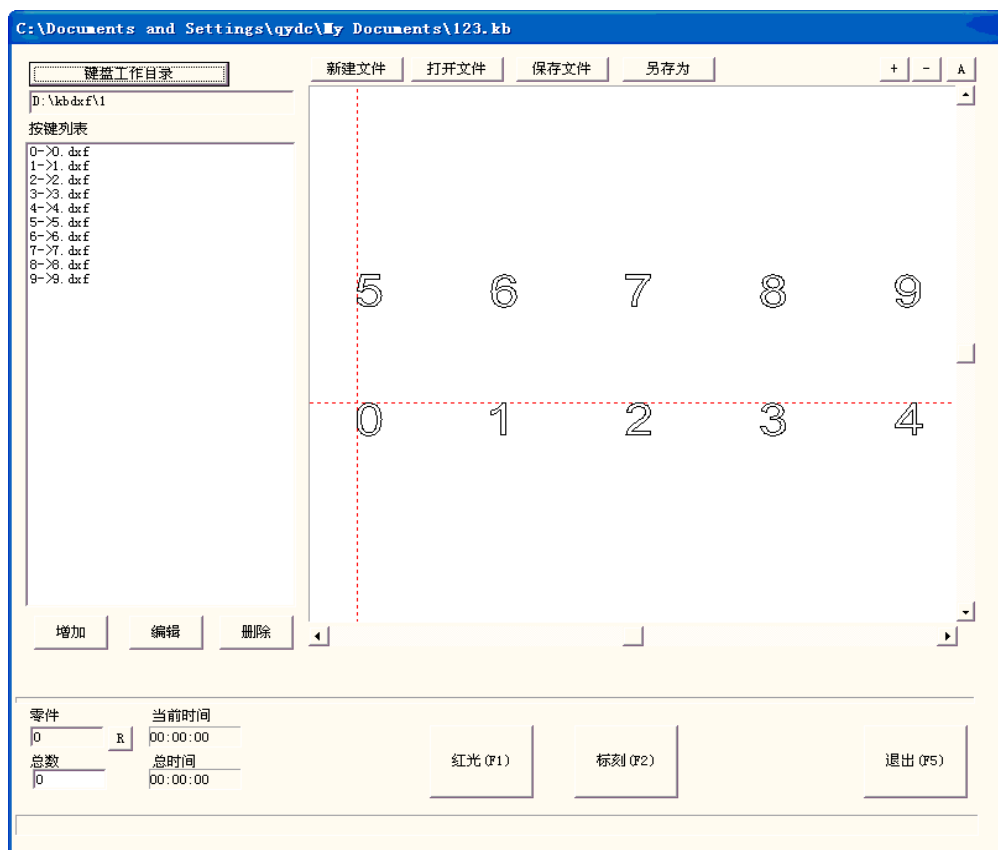 C:\Documents and Settings\qydc\My Documents\123.kb
键盘工作目录
新建文件 打开文件 保存文件 另存为 + - A
D:\kbdxf\1
按健列表
0->0.dxf
1->1.dxf
2->2.dxf
3->3.dxf
4->4.dxf
5->5.dxf
6->6.dxf
7->7.dxf
8->8.dxf
9->9.dxf
5 6 7 8 9
0 1 2 3 4
增加 编辑 册除
零件 当前时间
0 R 00:00:00
总数 总时间
0 00:00:00
红光(F1) 标刻(F2) 退出(F5)